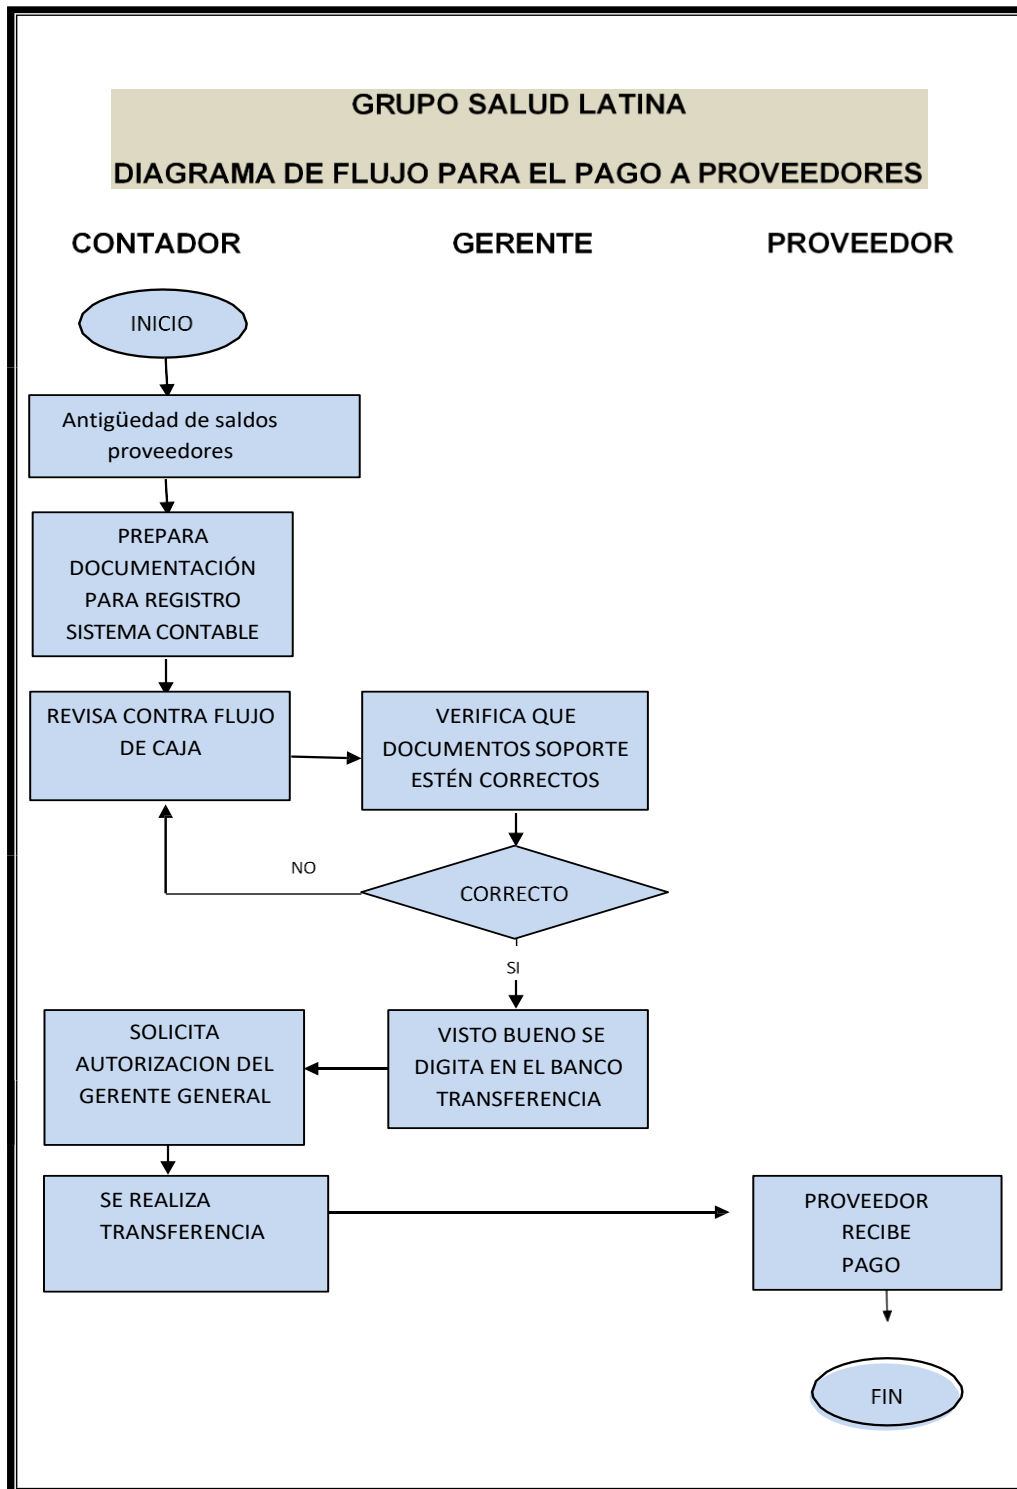 GRUPO SALUD LATINA
DIAGRAMA DE FLUJO PARA EL PAGO A PROVEEDORES
CONTADOR
GERENTE
PROVEEDOR
INICIO
Antigüedad de saldos
proveedores
PREPARA
DOCUMENTACIÓN
PARA REGISTRO
SISTEMA CONTABLE
REVISA CONTRA FLUJO
DE CAJA
VERIFICA QUE
DOCUMENTOS SOPORTE
ESTÉN CORRECTOS
NO
CORRECTO
SI
SOLICITA
AUTORIZACION DEL
GERENTE GENERAL
VISTO BUENO SE
DIGITA EN EL BANCO
TRANSFERENCIA
SE REALIZA
TRANSFERENCIA
PROVEEDOR
RECIBE
PAGO
FIN